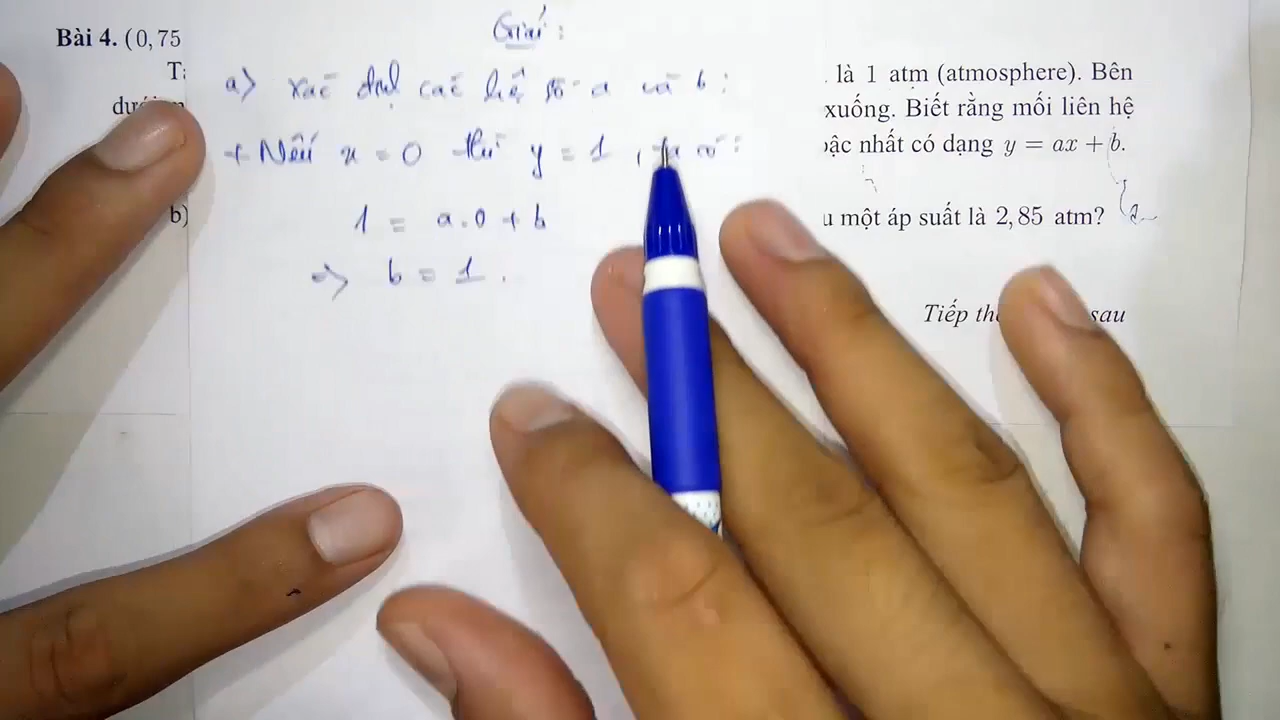 Giải:
Bài 4. (0,75
a) xác định các hệ số a và b:
là 1 atm (atmosphere). Bên
xuống. Biết rằng mối liên hệ
+ Nếu x = 0 thì y = 1, ta có:
bậc nhất có dạng y = ax + b.
b)
1 = a.0 + b
một áp suất là 2,85 atm?
=> b = 1.
Tiếp sau